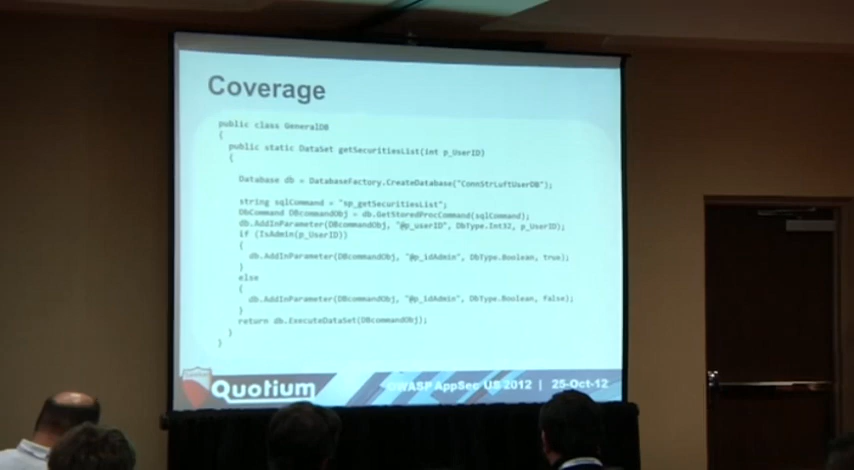 Coverage
public class GeneralDB
{
public static DataSet getSecuritiesList(int p_UserID)
{
Database db = DatabaseFactory.CreateDatabase("ConnStrLuftUserDB");
string sqlCommand = "sp_getSecuritiesList";
DbCommand DBcommandObj = db.GetStoredProcCommand(sqlCommand);
db.AddInParameter(DBcommandObj, "@p_userID", DbType.Int32, p_UserID);
if (IsAdmin(p_UserID))
{
db.AddInParameter(DBcommandObj, "@p_idAdmin", DbType.Boolean, true);
}
else
{
db.AddInParameter(DBcommandObj, "@p_idAdmin", DbType.Boolean, false);
}
return db.ExecuteDataSet(DBcommandObj);
}
}
Quotium
OWASP AppSec US 2012 | 25-Oct-12